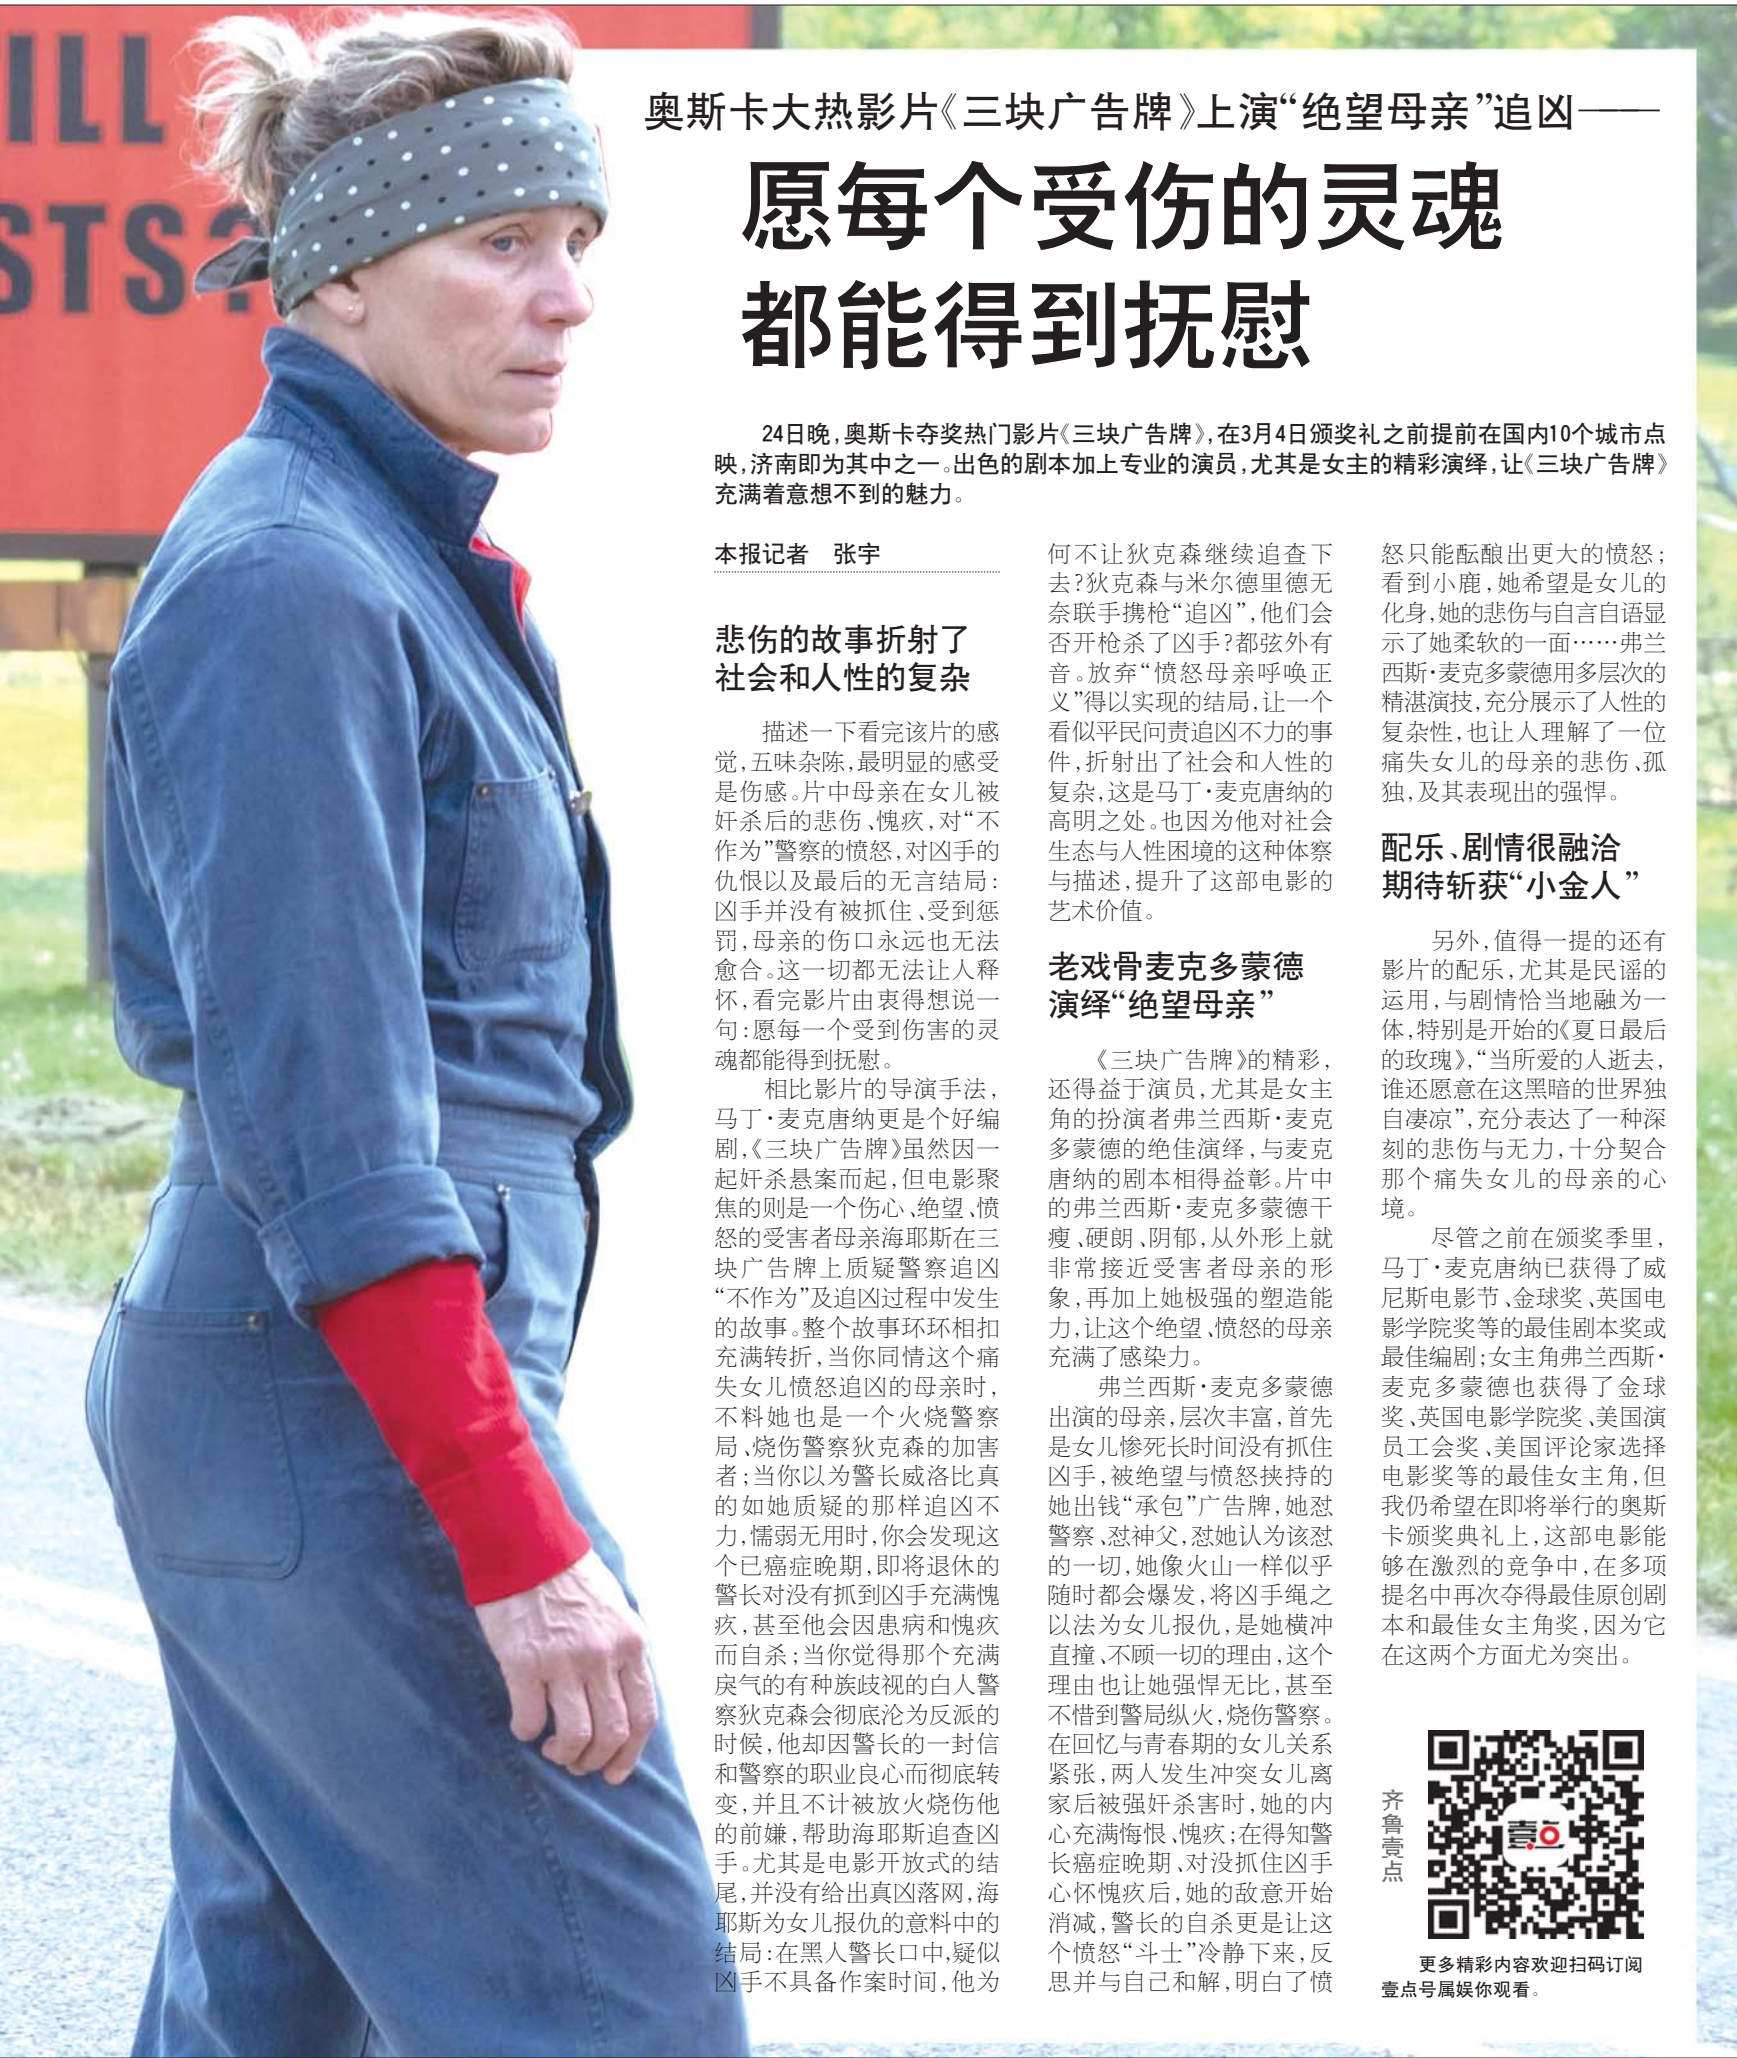 ILL
STS?
奥斯卡大热影片《三块广告牌》上演“绝望母亲”追凶——
愿每个受伤的灵魂
都能得到抚慰
24日晚,奥斯卡夺奖热门影片《三块广告牌》,在3月4日颁奖礼之前提前在国内10个城市点
映,济南即为其中之一。出色的剧本加上专业的演员,尤其是女主的精彩演绎,让《三块广告牌》
充满着意想不到的魅力。
本报记者 张宇
悲伤的故事折射了
社会和人性的复杂
描述一下看完该片的感
觉,五味杂陈,最明显的感受
是伤感。片中母亲在女儿被
奸杀后的悲伤、愧疚,对“不
作为”警察的愤怒,对凶手的
仇恨以及最后的无言结局:
凶手并没有被抓住、受到惩
罚,母亲的伤口永远也无法
愈合。这一切都无法让人释
怀,看完影片由衷得想说一
句:愿每一个受到伤害的灵
魂都能得到抚慰。
相比影片的导演手法,
马丁·麦克唐纳更是个好编
剧,《三块广告牌》虽然因一
起奸杀悬案而起,但电影聚
焦的则是一个伤心、绝望、愤
怒的受害者母亲海耶斯在三
块广告牌上质疑警察追凶
“不作为”及追凶过程中发生
的故事。整个故事环环相扣
充满转折,当你同情这个痛
失女儿愤怒追凶的母亲时,
不料她也是一个火烧警察
局、烧伤警察狄克森的加害
者;当你以为警长威洛比真
的如她质疑的那样追凶不
力,懦弱无用时,你会发现这
个已癌症晚期,即将退休的
警长对没有抓到凶手充满愧
疚,甚至他会因患病和愧疚
而自杀;当你觉得那个充满
戾气的有种族歧视的白人警
察狄克森会彻底沦为反派的
时候,他却因警长的一封信
和警察的职业良心而彻底转
变,并且不计被放火烧伤他
的前嫌,帮助海耶斯追查凶
手。尤其是电影开放式的结
尾,并没有给出真凶落网,海
耶斯为女儿报仇的意料中的
结局:在黑人警长口中,疑似
凶手不具备作案时间,他为
何不让狄克森继续追查下
去?狄克森与米尔德里德无
奈联手携枪“追凶”,他们会
否开枪杀了凶手?都弦外有
音。放弃“愤怒母亲呼唤正
义”得以实现的结局,让一个
看似平民问责追凶不力的事
件,折射出了社会和人性的
复杂,这是马丁·麦克唐纳的
高明之处。也因为他对社会
生态与人性困境的这种体察
与描述,提升了这部电影的
艺术价值。
老戏骨麦克多蒙德
演绎“绝望母亲”
《三块广告牌》的精彩,
还得益于演员,尤其是女主
角的扮演者弗兰西斯·麦克
多蒙德的绝佳演绎,与麦克
唐纳的剧本相得益彰。片中
的弗兰西斯·麦克多蒙德干
瘦、硬朗、阴郁,从外形上就
非常接近受害者母亲的形
象,再加上她极强的塑造能
力,让这个绝望、愤怒的母亲
充满了感染力。
弗兰西斯·麦克多蒙德
出演的母亲,层次丰富,首先
是女儿惨死长时间没有抓住
凶手,被绝望与愤怒挟持的
她出钱“承包”广告牌,她怼
警察、怼神父,怼她认为该怼
的一切,她像火山一样似乎
随时都会爆发,将凶手绳之
以法为女儿报仇,是她横冲
直撞、不顾一切的理由,这个
理由也让她强悍无比,甚至
不惜到警局纵火,烧伤警察。
在回忆与青春期的女儿关系
紧张,两人发生冲突女儿离
家后被强奸杀害时,她的内
心充满悔恨、愧疚;在得知警
长癌症晚期、对没抓住凶手
心怀愧疚后,她的敌意开始
消减,警长的自杀更是让这
个愤怒“斗士”冷静下来,反
思并与自己和解,明白了愤
怒只能酝酿出更大的愤怒;
看到小鹿,她希望是女儿的
化身,她的悲伤与自言自语显
示了她柔软的一面……弗兰
西斯·麦克多蒙德用多层次的
精湛演技,充分展示了人性的
复杂性,也让人理解了一位
痛失女儿的母亲的悲伤、孤
独,及其表现出的强悍。
配乐、剧情很融洽
期待斩获“小金人”
另外,值得一提的还有
影片的配乐,尤其是民谣的
运用,与剧情恰当地融为一
体,特别是开始的《夏日最后
的玫瑰》,“当所爱的人逝去,
谁还愿意在这黑暗的世界独
自凄凉”,充分表达了一种深
刻的悲伤与无力,十分契合
那个痛失女儿的母亲的心
境。
尽管之前在颁奖季里,
马丁·麦克唐纳已获得了威
尼斯电影节、金球奖、英国电
影学院奖等的最佳剧本奖或
最佳编剧;女主角弗兰西斯·
麦克多蒙德也获得了金球
奖、英国电影学院奖、美国演
员工会奖、美国评论家选择
电影奖等的最佳女主角,但
我仍希望在即将举行的奥斯
卡颁奖典礼上,这部电影能
够在激烈的竞争中,在多项
提名中再次夺得最佳原创剧
本和最佳女主角奖,因为它
在这两个方面尤为突出。
齐鲁壹点
壹点
更多精彩内容欢迎扫码订阅
壹点号属娱你观看。